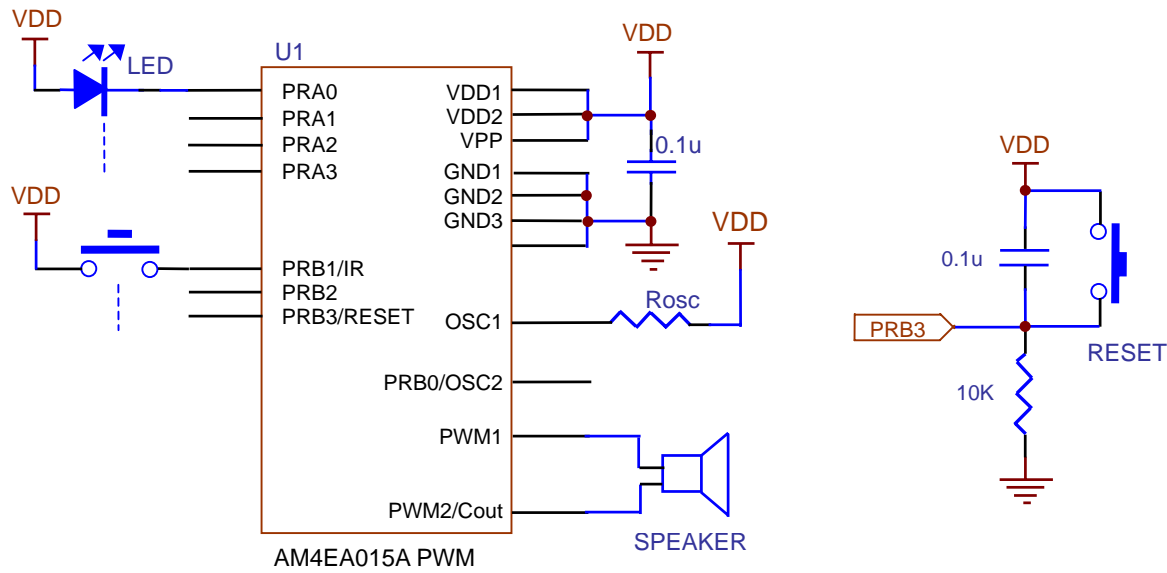 VDD
LED
U1
VDD
PRA0
PRA1
PRA2
PRA3
VDD1
VDD2
VPP
GND1
GND2
GND3
0.1u
VDD
PRB1/IR
PRB2
PRB3/RESET
OSC1
Rosc
VDD
PRB0/OSC2
PWM1
PWM2/Cout
SPEAKER
AM4EA015A PWM
VDD
0.1u
PRB3
RESET
10K